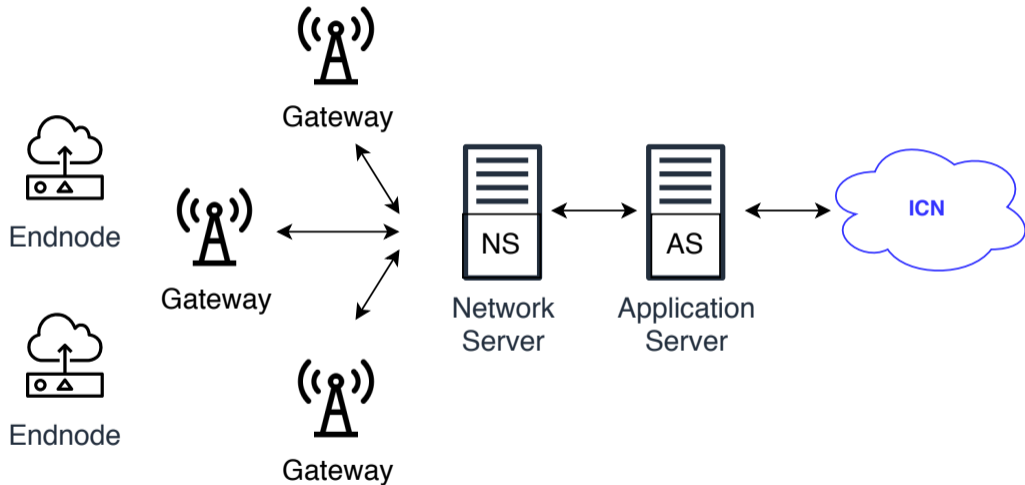 Gateway
Endnode
Gateway
NS
AS
ICN
Network
Server
Application
Server
Endnode
Gateway